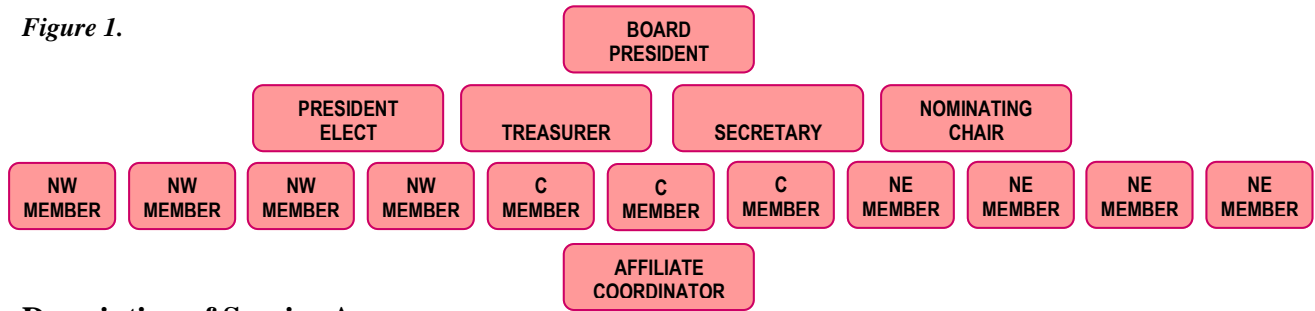 Figure 1.
BOARD
PRESIDENT
PRESIDENT
ELECT
TREASURER
SECRETARY
NOMINATING
CHAIR
NW
MEMBER
NW
MEMBER
NW
MEMBER
NW
MEMBER
C
MEMBER
C
MEMBER
C
MEMBER
NE
MEMBER
NE
MEMBER
NE
MEMBER
NE
MEMBER
AFFILIATE
COORDINATOR